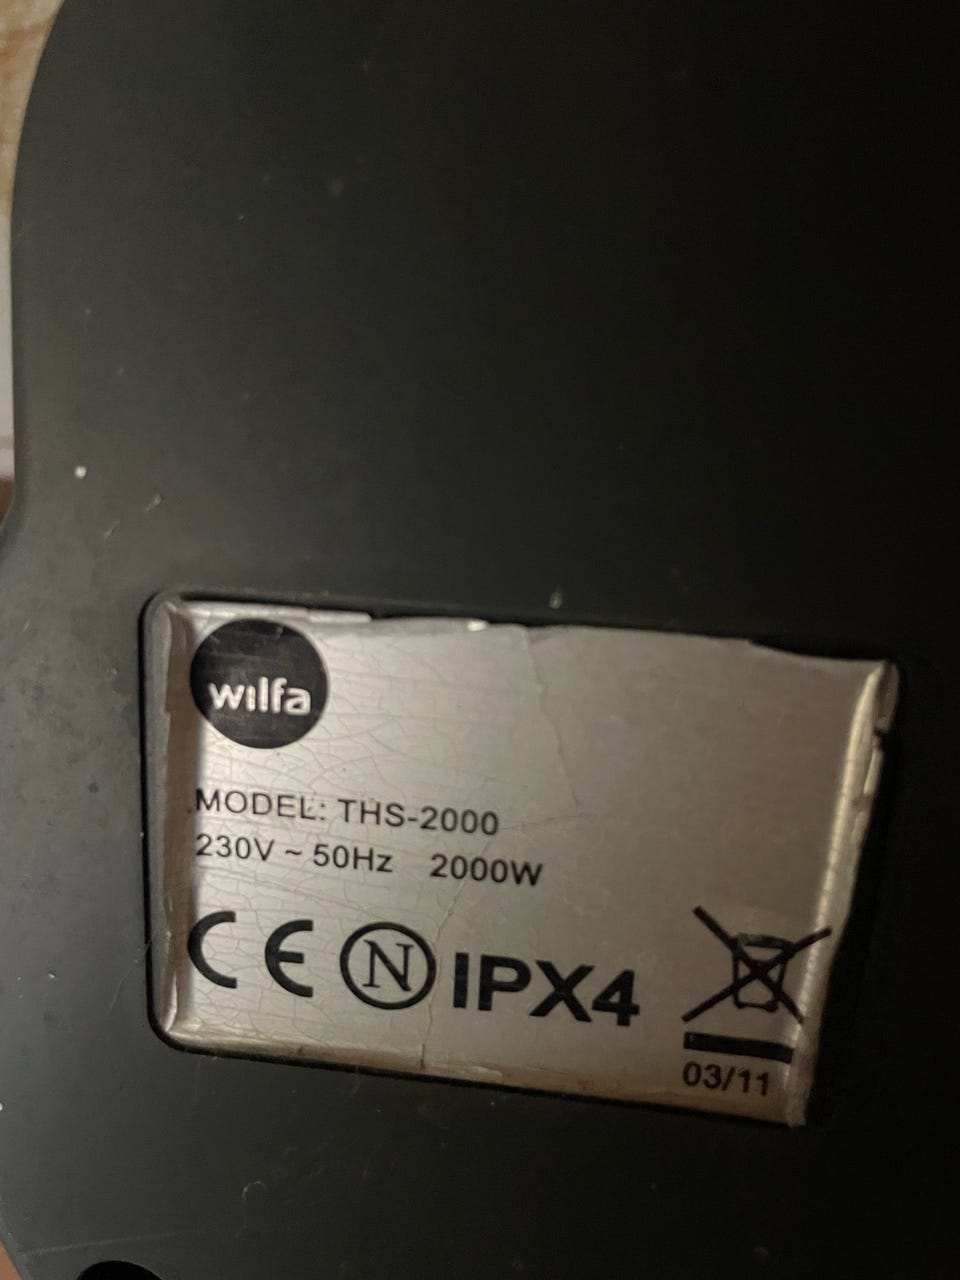 wilfa
MODEL: THS-2000
230V ~ 50Hz 2000W
CE N IPX4
03/11